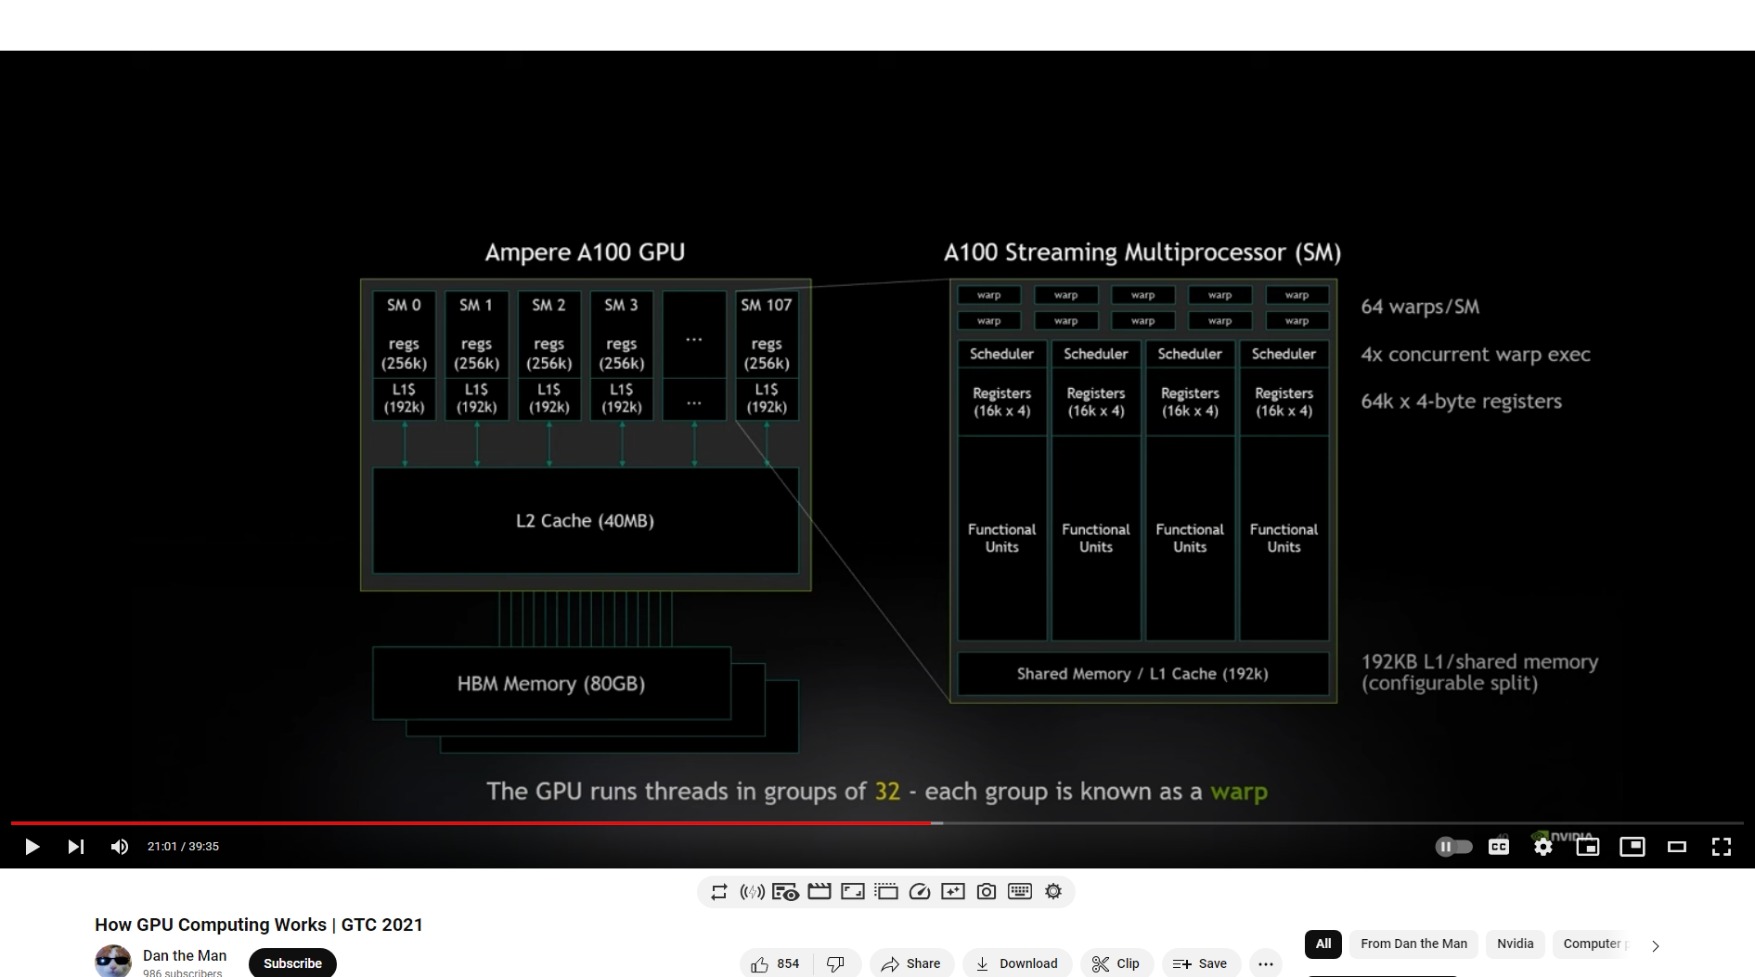 Ampere A100 GPU
SM 0
regs
(256k)
L1$
(192k)
SM 1
regs
(256k)
L1$
(192k)
SM 2
regs
(256k)
L1$
(192k)
SM 3
regs
(256k)
L1$
(192k)
...
...
SM 107
regs
(256k)
L1$
(192k)
L2 Cache (40MB)
HBM Memory (80GB)
A100 Streaming Multiprocessor (SM)
warp warp warp warp warp
warp warp warp warp warp
Scheduler Scheduler Scheduler Scheduler
Registers Registers Registers Registers
(16k x 4) (16k x 4) (16k x 4) (16k x 4)
Functional Functional Functional Functional
Units Units Units Units
Shared Memory / L1 Cache (192k)
64 warps/SM
4x concurrent warp exec
64k x 4-byte registers
192KB L1/shared memory
(configurable split)
The GPU runs threads in groups of 32 - each group is known as a warp
21:01 / 39:35
CC
NVIDIA
How GPU Computing Works | GTC 2021
Dan the Man
986 subscribers
Subscribe
854
Share
Download
Clip
Save
All
From Dan the Man
Nvidia
Computer